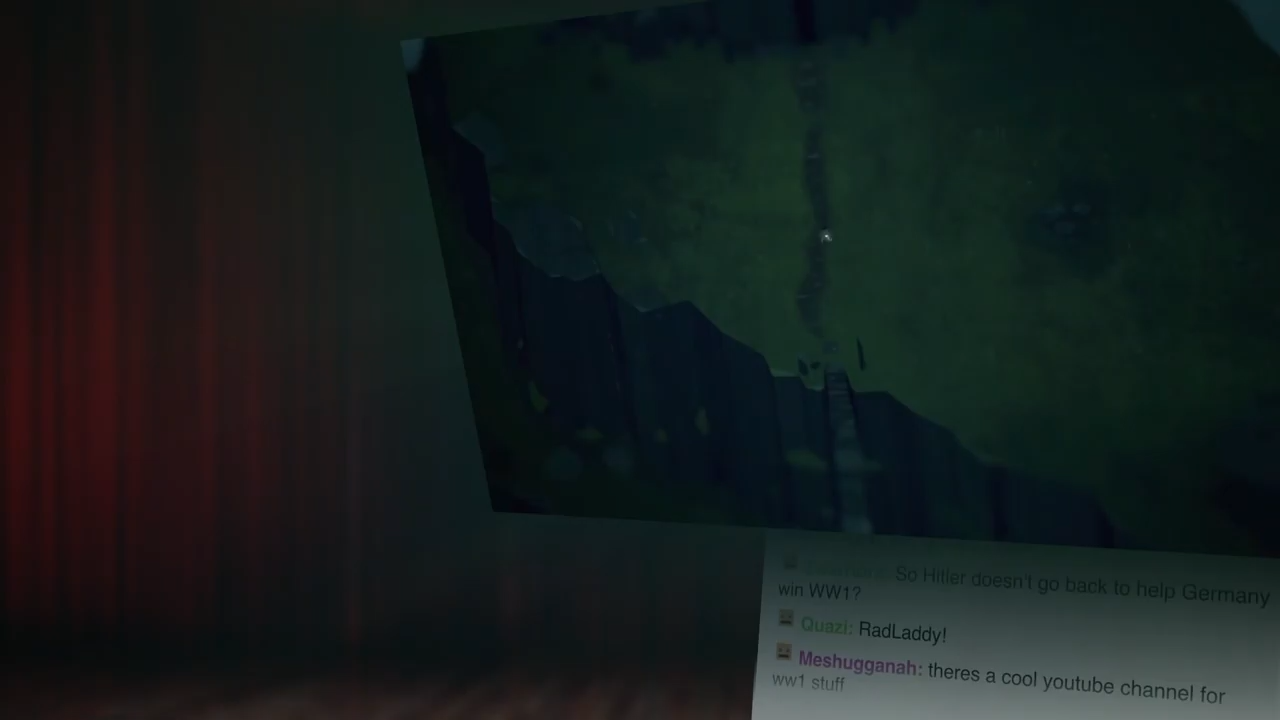 So Hitler doesn't go back to help Germany
win WW1?
Quazi: RadLaddy!
Meshugganah: theres a cool youtube channel for
ww1 stuff